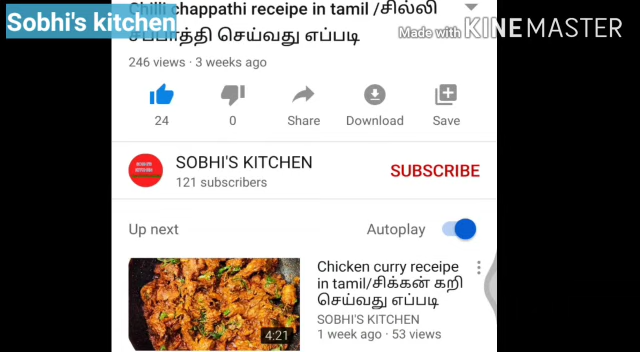 Sobhi's kitchen
Chilli chappathi receipe in tamil /சில்லி
சப்பாத்தி செய்வது எப்படி
Made with KINEMASTER
246 views · 3 weeks ago
24
0
Share
Download
Save
SOBHI'S KITCHEN
121 subscribers
SUBSCRIBE
Up next
Autoplay
Chicken curry receipe
in tamil/சிக்கன் கறி
செய்வது எப்படி
SOBHI'S KITCHEN
1 week ago · 53 views
4:21